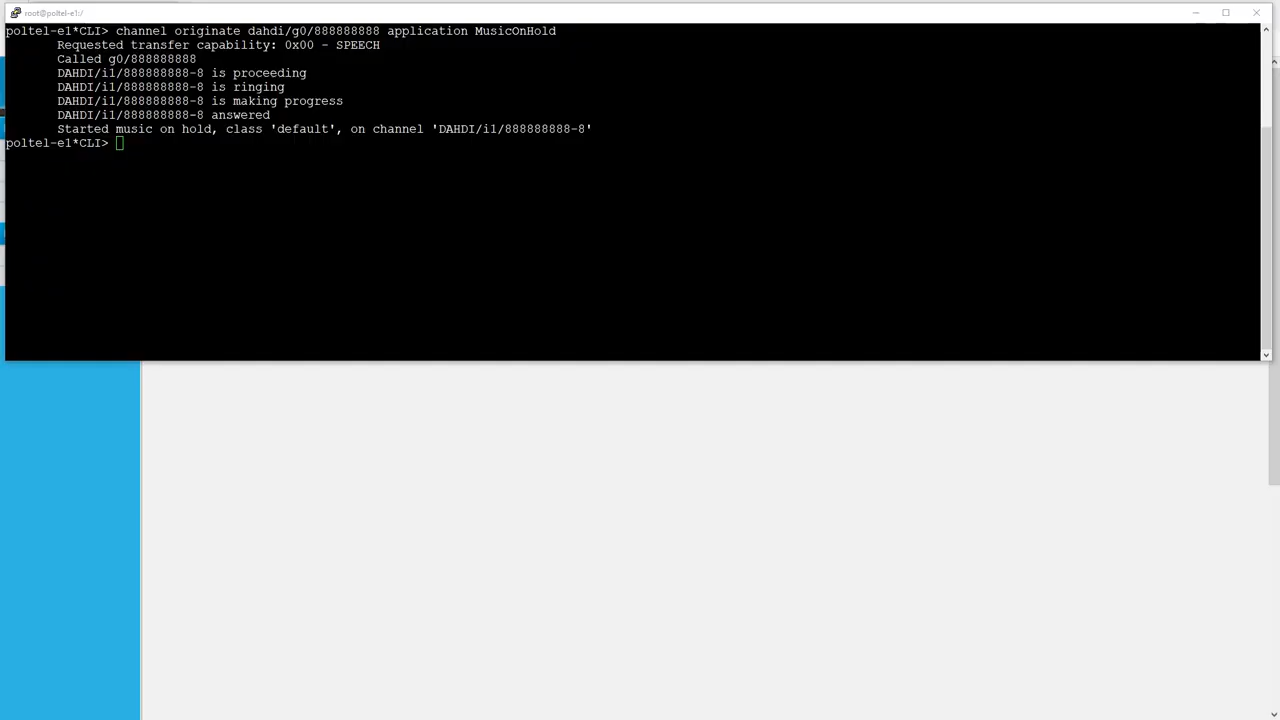 root@poltel-e1:/
poltel-e1*CLI> channel originate dahdi/g0/888888888 application MusicOnHold
Requested transfer capability: 0x00 - SPEECH
Called g0/888888888
DAHDI/i1/888888888-8 is proceeding
DAHDI/i1/888888888-8 is ringing
DAHDI/i1/888888888-8 is making progress
DAHDI/i1/888888888-8 answered
Started music on hold, class 'default', on channel 'DAHDI/i1/888888888-8'
poltel-e1*CLI>